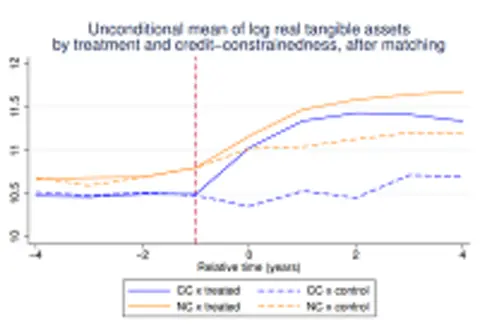 Unconditional mean of log real tangible assets
by treatment and credit-constrainedness, after matching
12
11.5
11
10.5
10
-4
-2
0
2
4
Relative time (years)
CC x treated
CC x control
NC x treated
NC x control